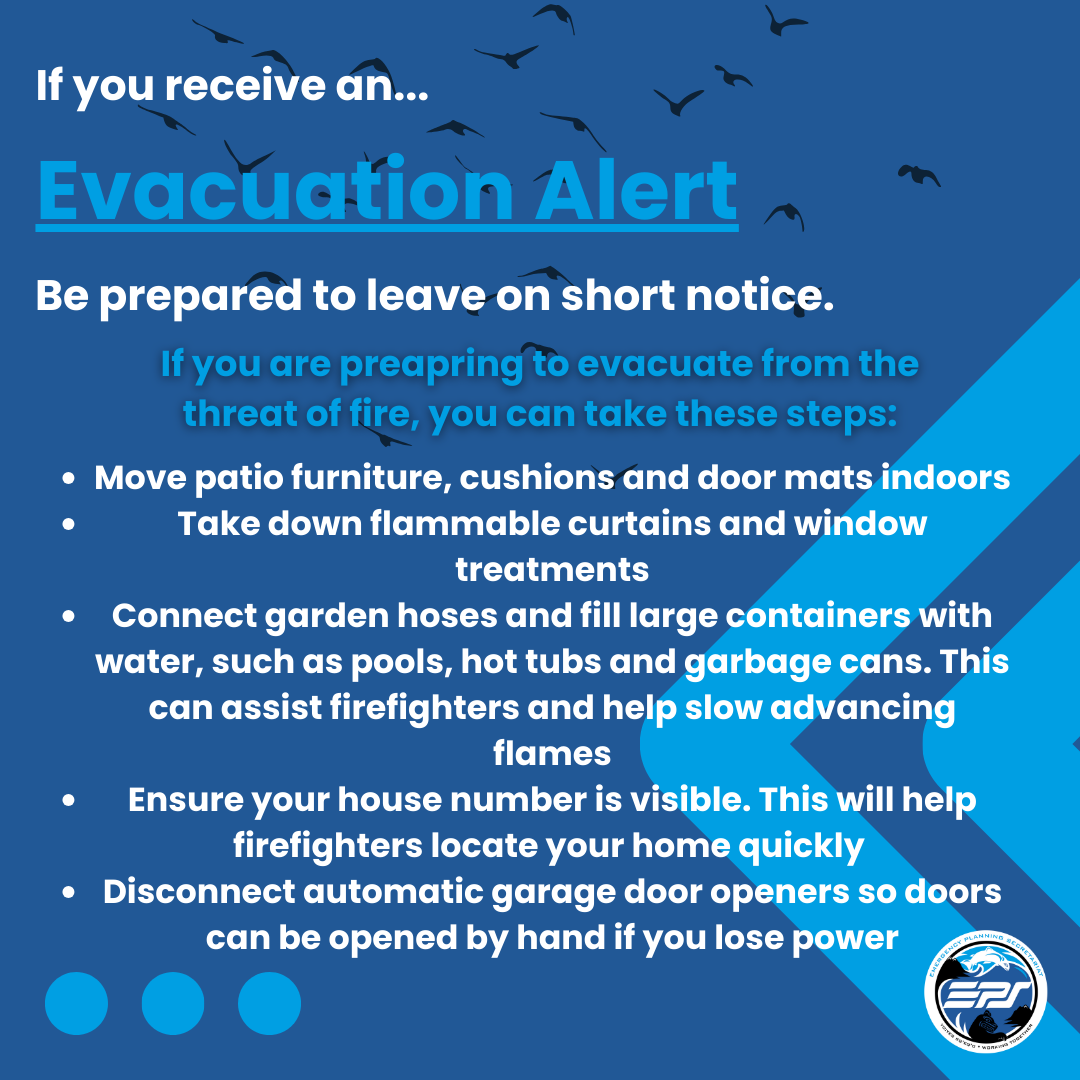 If you receive an...
Evacuation Alert
Be prepared to leave on short notice.
If you are preapring to evacuate from the
threat of fire, you can take these steps:
• Move patio furniture, cushions and door mats indoors
• Take down flammable curtains and window
treatments
• Connect garden hoses and fill large containers with
water, such as pools, hot tubs and garbage cans. This
can assist firefighters and help slow advancing
flames
• Ensure your house number is visible. This will help
firefighters locate your home quickly
• Disconnect automatic garage door openers so doors
can be opened by hand if you lose power
EMERGENCY PLANNING SECRETARIAT
EPS
WORKING TOGETHER